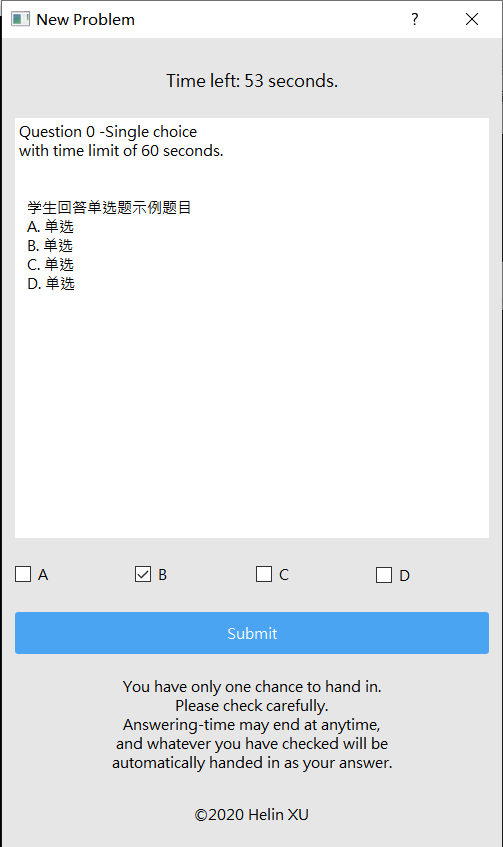 New Problem
Time left: 53 seconds.
Question 0 -Single choice
with time limit of 60 seconds.
学生回答单选题示例题目
A. 单选
B. 单选
C. 单选
D. 单选
A B C D
Submit
You have only one chance to hand in.
Please check carefully.
Answering-time may end at anytime,
and whatever you have checked will be
automatically handed in as your answer.
©2020 Helin XU